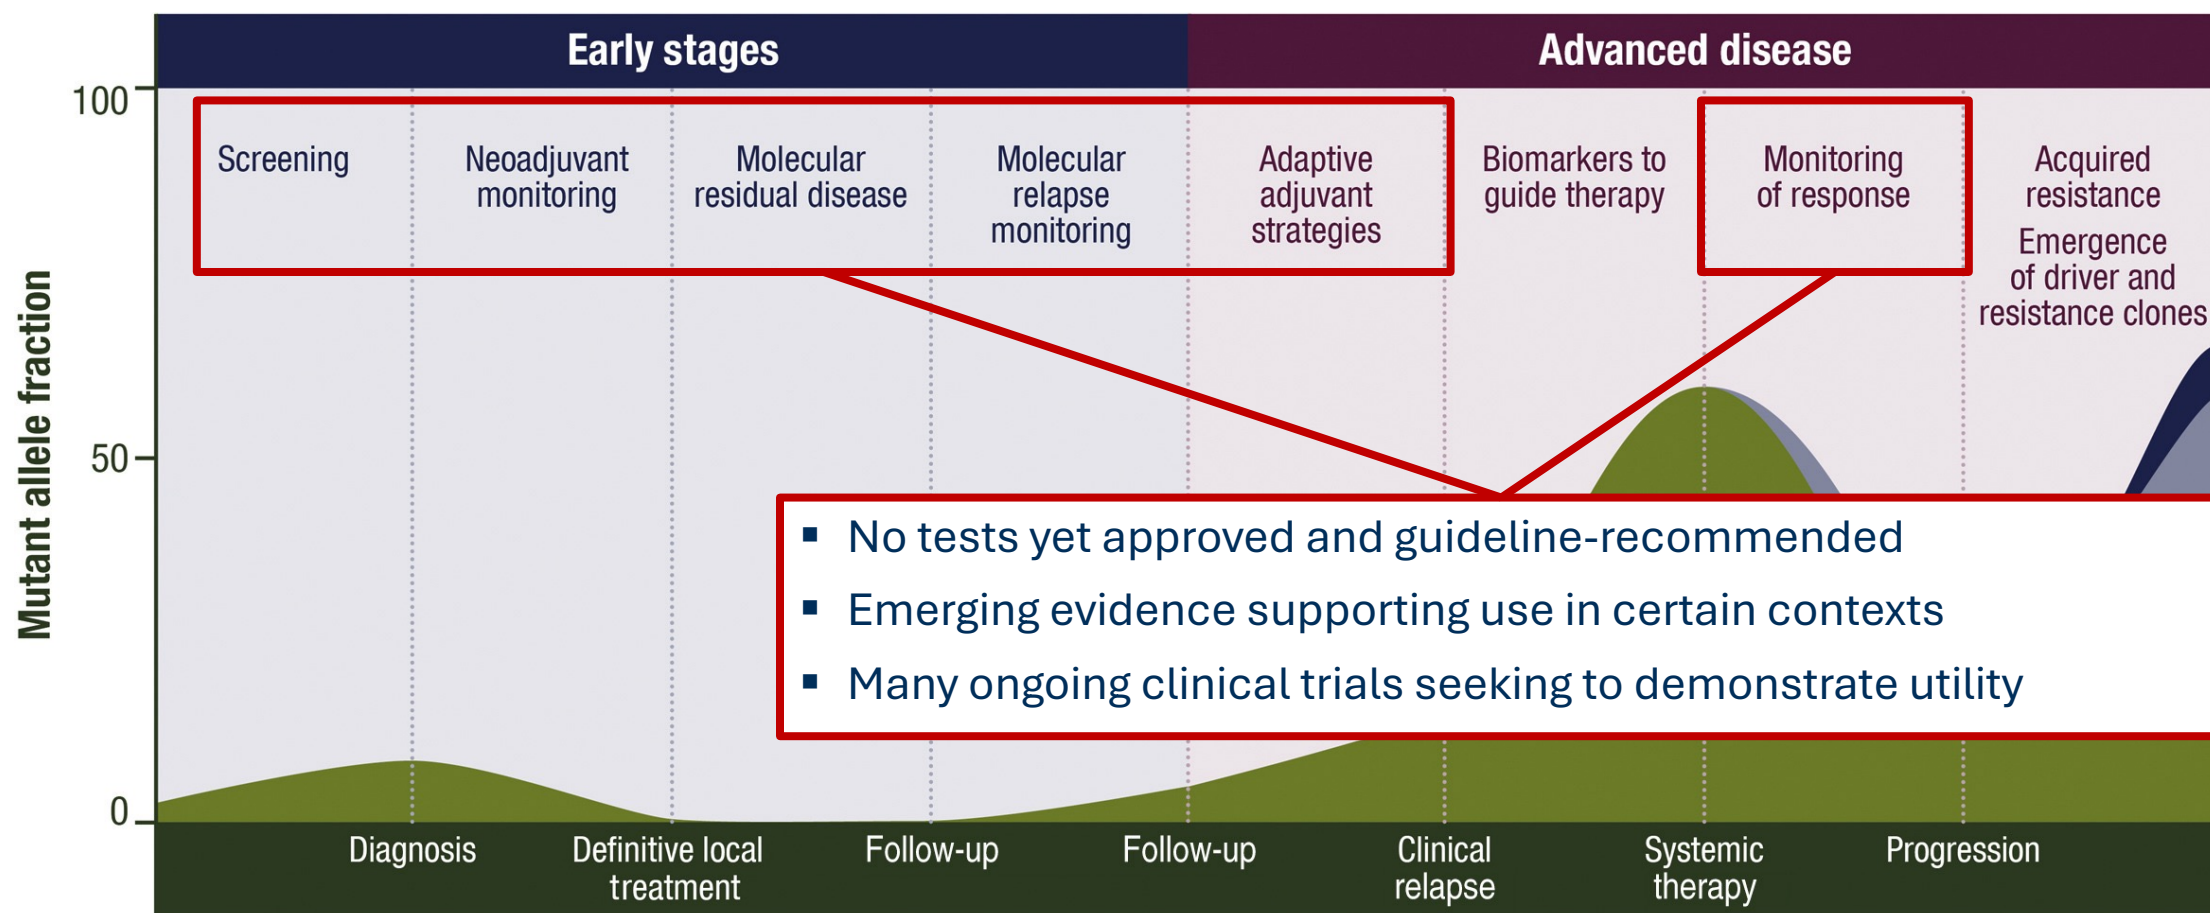 Early stages
Advanced disease
100
50
0
Mutant allele fraction
Screening
Neoadjuvant
monitoring
Molecular
residual disease
Molecular
relapse
monitoring
Adaptive
adjuvant
strategies
Biomarkers to
guide therapy
Monitoring
of response
Acquired
resistance
Emergence
of driver and
resistance clones
▪ No tests yet approved and guideline-recommended
▪ Emerging evidence supporting use in certain contexts
▪ Many ongoing clinical trials seeking to demonstrate utility
Diagnosis
Definitive local
treatment
Follow-up
Follow-up
Clinical
relapse
Systemic
therapy
Progression